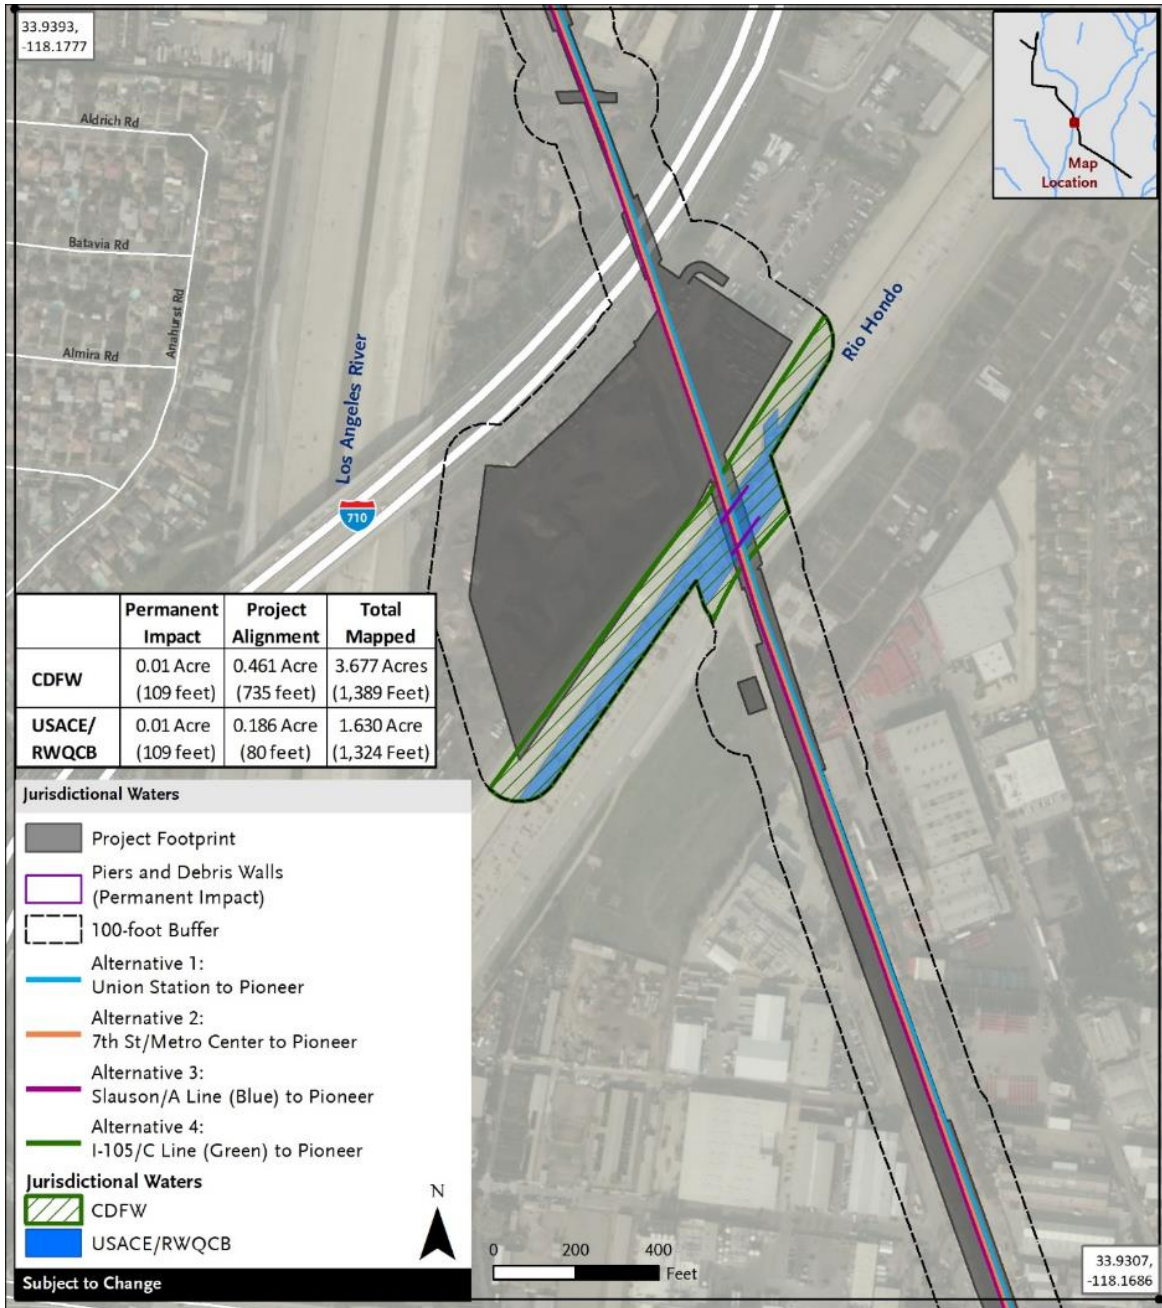 33.9393,
-118.1777
Map
Location
Aldrich Rd
Batavia Rd
Anahurst Rd
Almira Rd
Los Angeles River
Rio Hondo
710
Permanent Impact Project Alignment Total Mapped
CDFW 0.01 Acre (109 feet) 0.461 Acre (735 feet) 3.677 Acres (1,389 Feet)
USACE/ RWQCB 0.01 Acre (109 feet) 0.186 Acre (80 feet) 1.630 Acre (1,324 Feet)
Jurisdictional Waters
Project Footprint
Piers and Debris Walls
(Permanent Impact)
100-foot Buffer
Alternative 1:
Union Station to Pioneer
Alternative 2:
7th St/Metro Center to Pioneer
Alternative 3:
Slauson/A Line (Blue) to Pioneer
Alternative 4:
I-105/C Line (Green) to Pioneer
Jurisdictional Waters
CDFW
USACE/RWQCB
N
Subject to Change
0 200 400
Feet
33.9307,
-118.1686